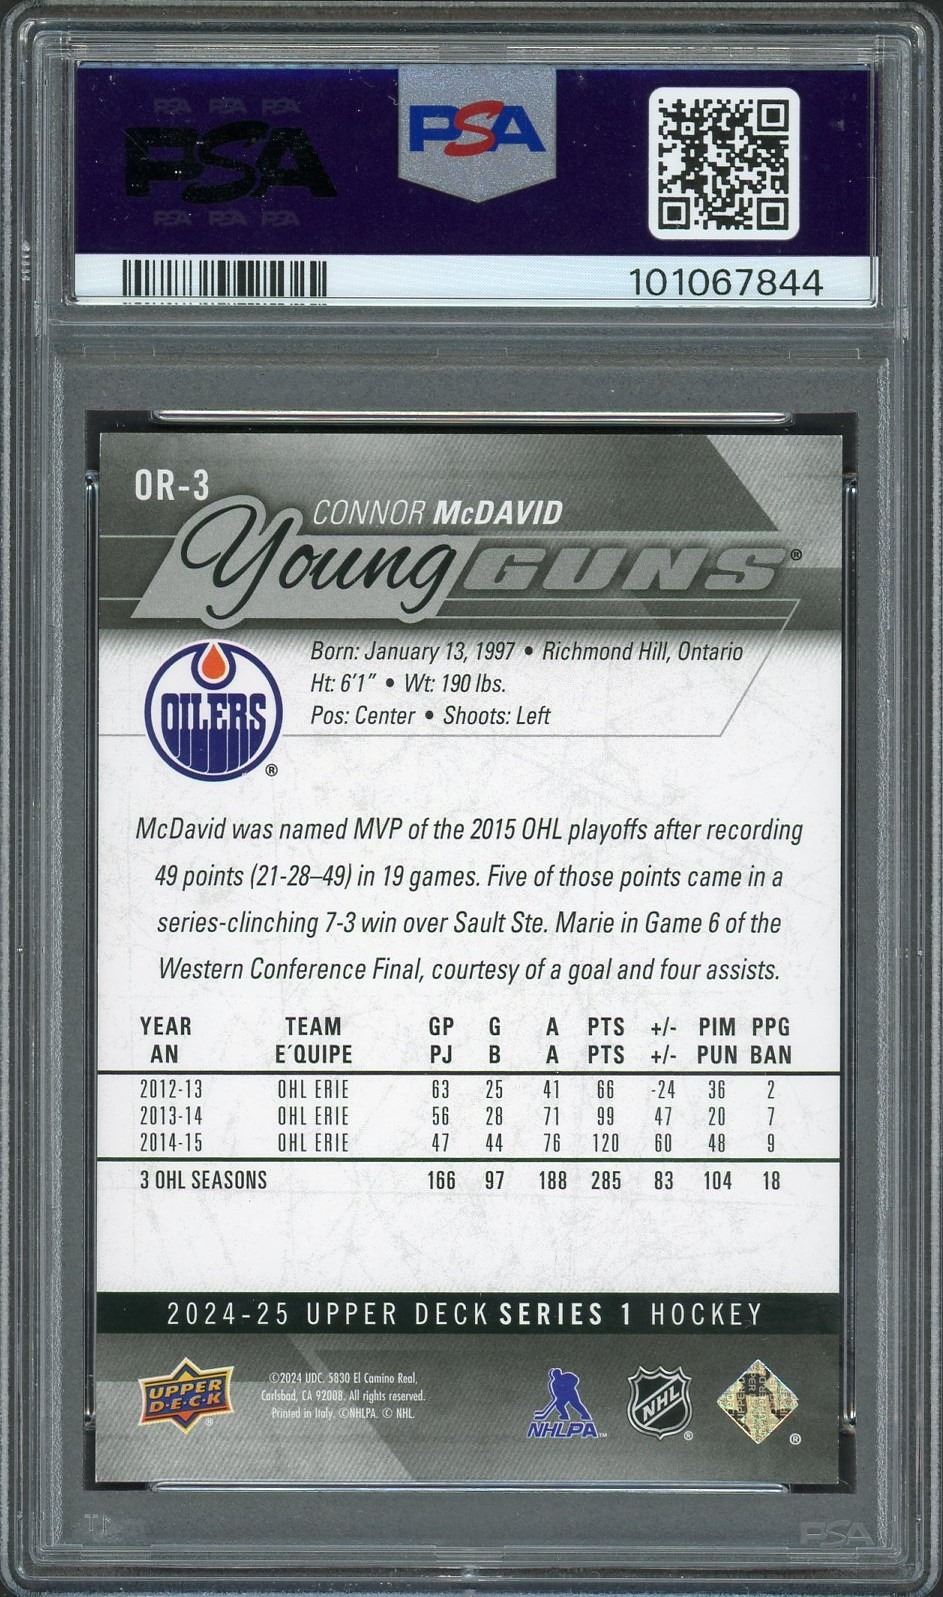 PSA PSA PSA
PSA
PSA PSA PSA
PSA
101067844
OR-3
CONNOR McDAVID
Young GUNS®
OILERS
®
Born: January 13, 1997 • Richmond Hill, Ontario
Ht: 6'1" • Wt: 190 lbs.
Pos: Center • Shoots: Left
McDavid was named MVP of the 2015 OHL playoffs after recording
49 points (21-28–49) in 19 games. Five of those points came in a
series-clinching 7-3 win over Sault Ste. Marie in Game 6 of the
Western Conference Final, courtesy of a goal and four assists.
YEAR TEAM GP G A PTS +/- PIM PPG
AN E´QUIPE PJ B A PTS +/- PUN BAN
2012-13 OHL ERIE 63 25 41 66 -24 36 2
2013-14 OHL ERIE 56 28 71 99 47 20 7
2014-15 OHL ERIE 47 44 76 120 60 48 9
3 OHL SEASONS 166 97 188 285 83 104 18
2024-25 UPPER DECK SERIES 1 HOCKEY
UPPER
D·E·C·K
®
©2024 UDC. 5830 El Camino Real,
Carlsbad, CA 92008. All rights reserved.
Printed in Italy. ©NHLPA. © NHL.
NHLPA™
NHL
®
®
PSA